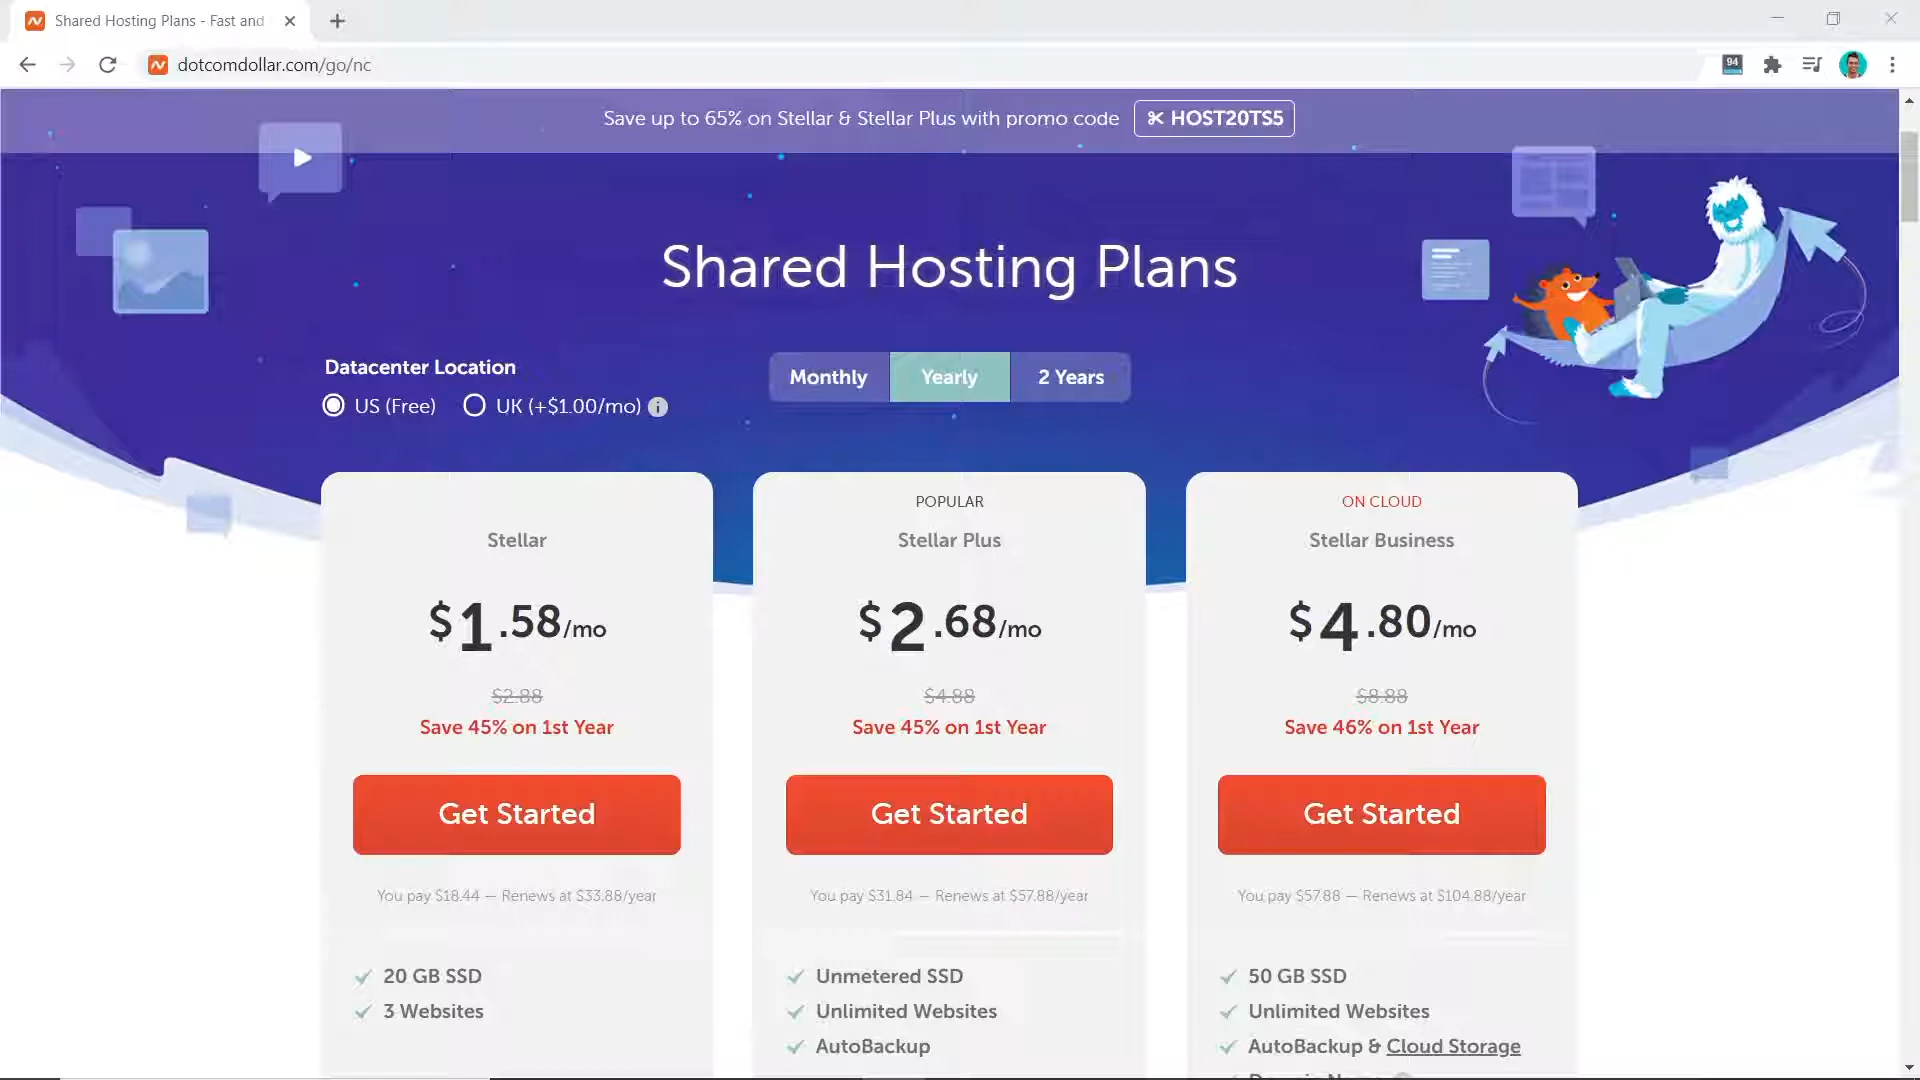 Shared Hosting Plans - Fast and
dotcomdollar.com/go/nc
94
Save up to 65% on Stellar & Stellar Plus with promo code HOST20TS5
Shared Hosting Plans
Datacenter Location
US (Free) UK (+$1.00/mo) i
Monthly Yearly 2 Years
Stellar
$1.58/mo
$2.88
Save 45% on 1st Year
Get Started
You pay $18.44 — Renews at $33.88/year
20 GB SSD
3 Websites
POPULAR
Stellar Plus
$2.68/mo
$4.88
Save 45% on 1st Year
Get Started
You pay $31.84 — Renews at $57.88/year
Unmetered SSD
Unlimited Websites
AutoBackup
ON CLOUD
Stellar Business
$4.80/mo
$8.88
Save 46% on 1st Year
Get Started
You pay $57.88 — Renews at $104.88/year
50 GB SSD
Unlimited Websites
AutoBackup & Cloud Storage